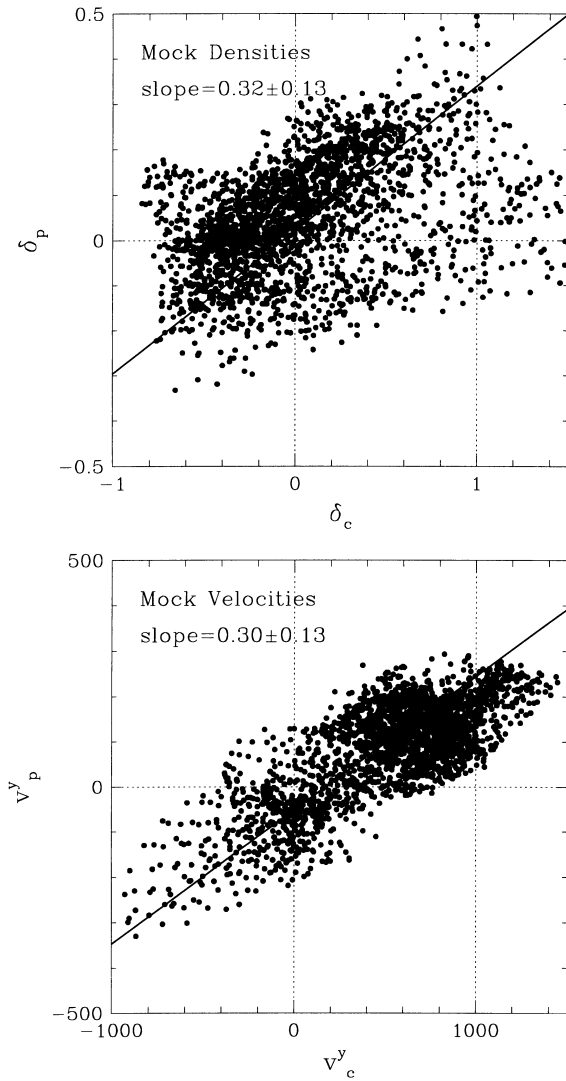 0.5
Mock Densities
slope=0.32±0.13
δp
0
−0.5
−1
0
1
δc
500
Mock Velocities
slope=0.30±0.13
Vyp
0
−500
−1000
0
1000
Vyc